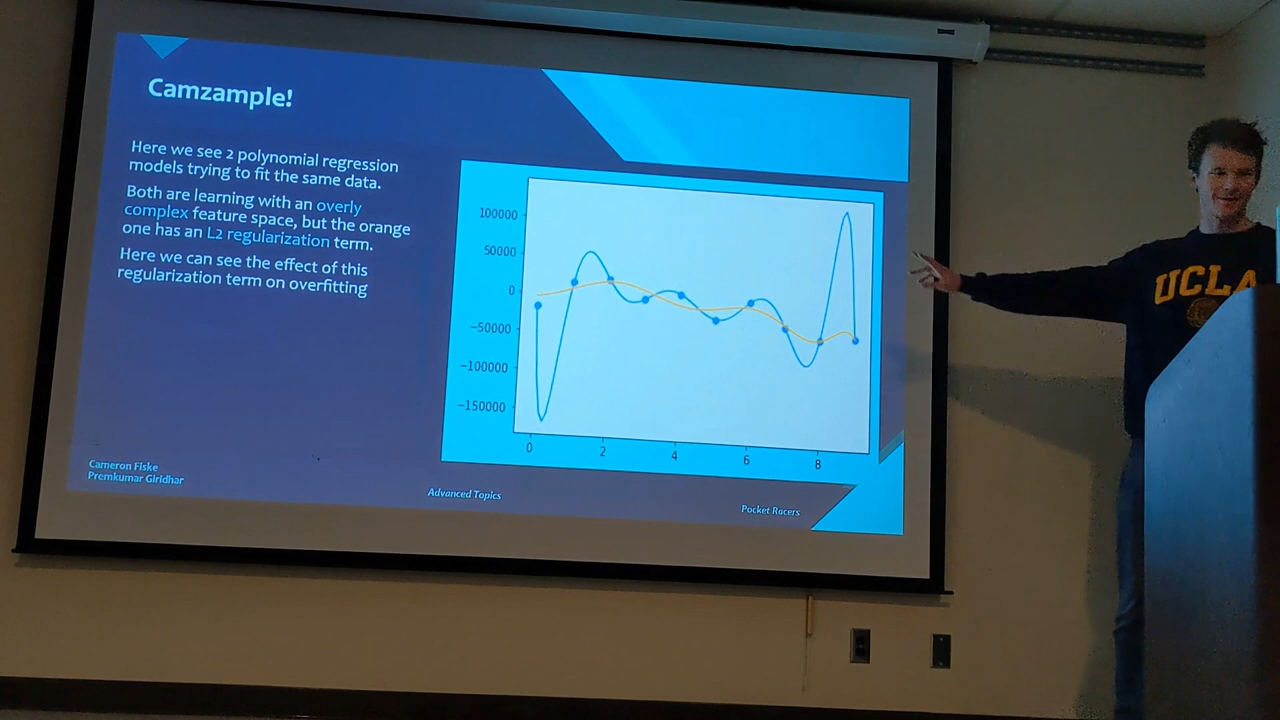 Camzample!
Here we see 2 polynomial regression
models trying to fit the same data.
Both are learning with an overly
complex feature space, but the orange
one has an L2 regularization term.
Here we can see the effect of this
regularization term on overfitting
100000
50000
0
−50000
−100000
−150000
0 2 4 6 8
Cameron Fiske
Premkumar Giridhar
Advanced Topics
Pocket Racers
UCLA